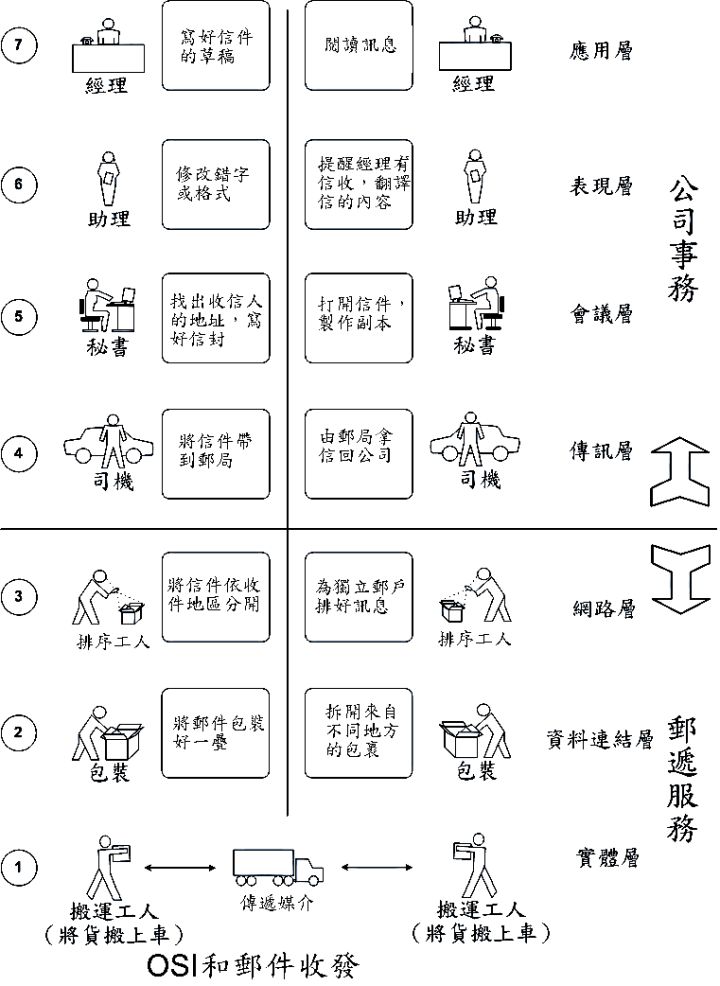 7
經理
寫好信件
的草稿
閱讀訊息
經理
應用層
6
助理
修改錯字
或格式
提醒經理有
信收，翻譯
信的內容
助理
表現層
公司事務
5
秘書
找出收信人
的地址，寫
好信封
打開信件，
製作副本
秘書
會議層
4
司機
將信件帶
到郵局
由郵局拿
信回公司
司機
傳訊層
3
排序工人
將信件依收
件地區分開
為獨立郵戶
排好訊息
排序工人
網路層
2
包裝
將郵件包裝
好一疊
拆開來自
不同地方
的包裹
包裝
資料連結層
郵遞服務
1
搬運工人
（將貨搬上車）
傳遞媒介
搬運工人
（將貨搬上車）
實體層
OSI和郵件收發